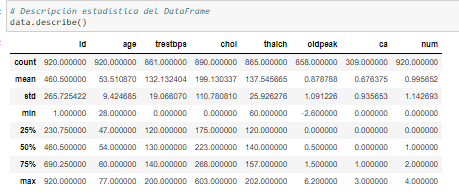 # Descripción estadística del DataFrame
data.describe()
id age trestbps chol thalch oldpeak ca num
count 920.000000 920.000000 861.000000 890.000000 865.000000 858.000000 309.000000 920.000000
mean 460.500000 53.510870 132.132404 199.130337 137.545665 0.878788 0.676375 0.995652
std 265.725422 9.424685 19.066070 110.780810 25.926276 1.091226 0.935653 1.142693
min 1.000000 28.000000 0.000000 0.000000 60.000000 -2.600000 0.000000 0.000000
25% 230.750000 47.000000 120.000000 175.000000 120.000000 0.000000 0.000000 0.000000
50% 460.500000 54.000000 130.000000 223.000000 140.000000 0.500000 0.000000 1.000000
75% 690.250000 60.000000 140.000000 268.000000 157.000000 1.500000 1.000000 2.000000
max 920.000000 77.000000 200.000000 603.000000 202.000000 6.200000 3.000000 4.000000